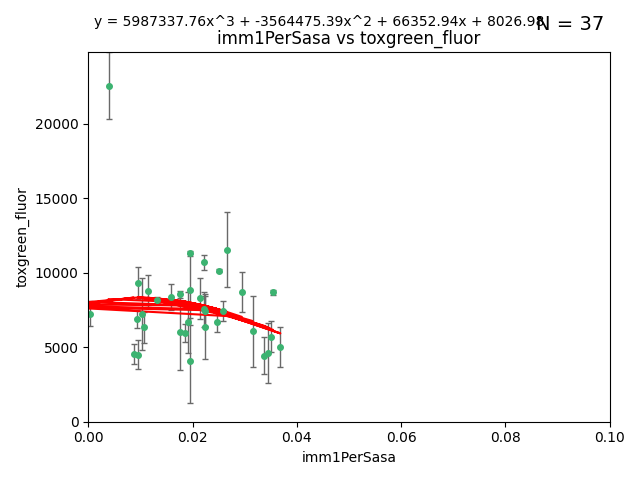 y = 5987337.76x^3 + -3564475.39x^2 + 66352.94x + 8026.98
N = 37
imm1PerSasa vs toxgreen_fluor
20000
15000
10000
5000
0
toxgreen_fluor
0.00 0.02 0.04 0.06 0.08 0.10
imm1PerSasa